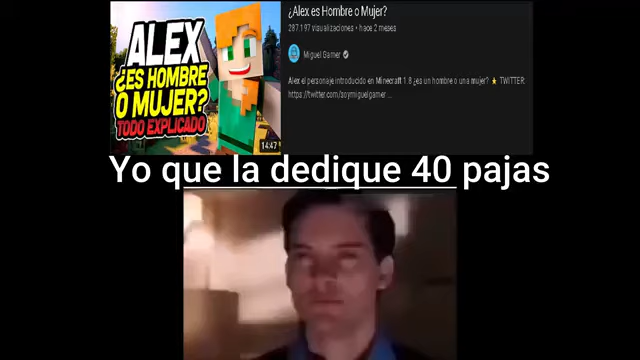 ALEX
¿ES HOMBRE
O MUJER?
TODO EXPLICADO
14:47
¿Alex es Hombre o Mujer?
287.197 visualizaciones • hace 2 meses
Miguel Gamer
Alex el personaje introducido en Minecraft 1.8 ¿es un hombre o una mujer? ★ TWITTER:
https://twitter.com/soymiguelgamer ...
Yo que la dedique 40 pajas